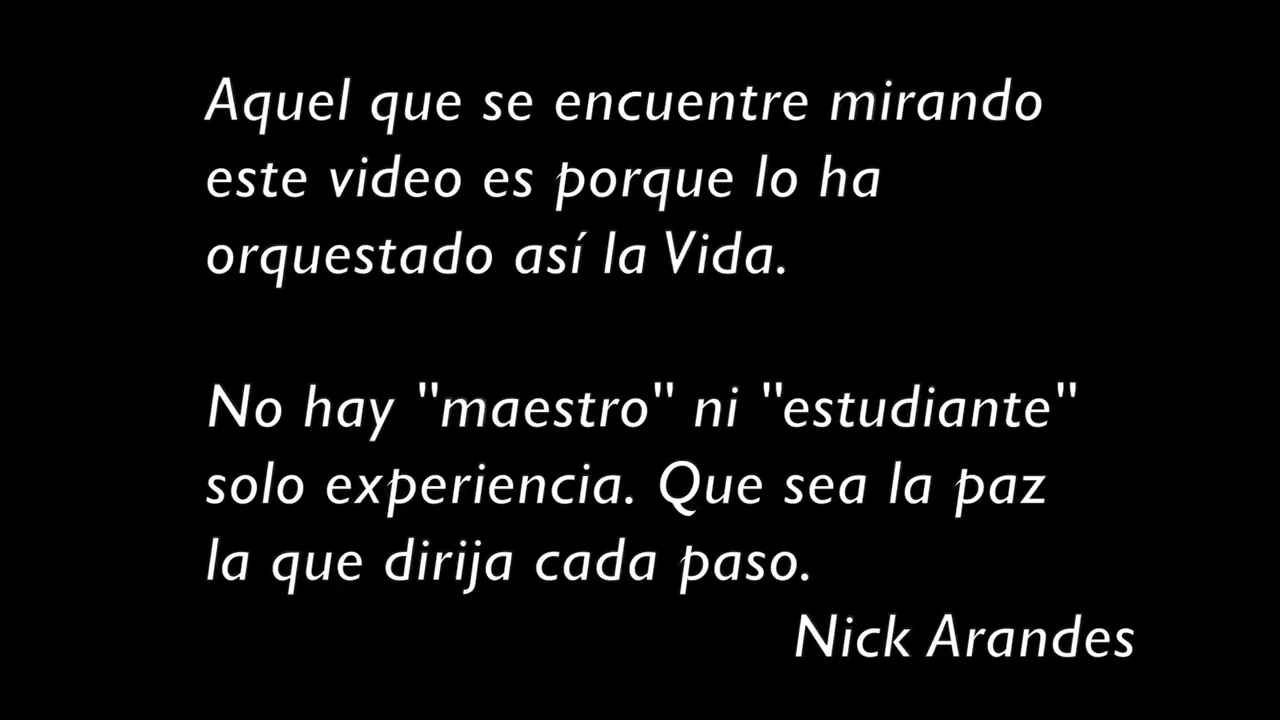 Aquel que se encuentre mirando
este video es porque lo ha
orquestado así la Vida.
No hay "maestro" ni "estudiante"
solo experiencia. Que sea la paz
la que dirija cada paso.
Nick Arandes